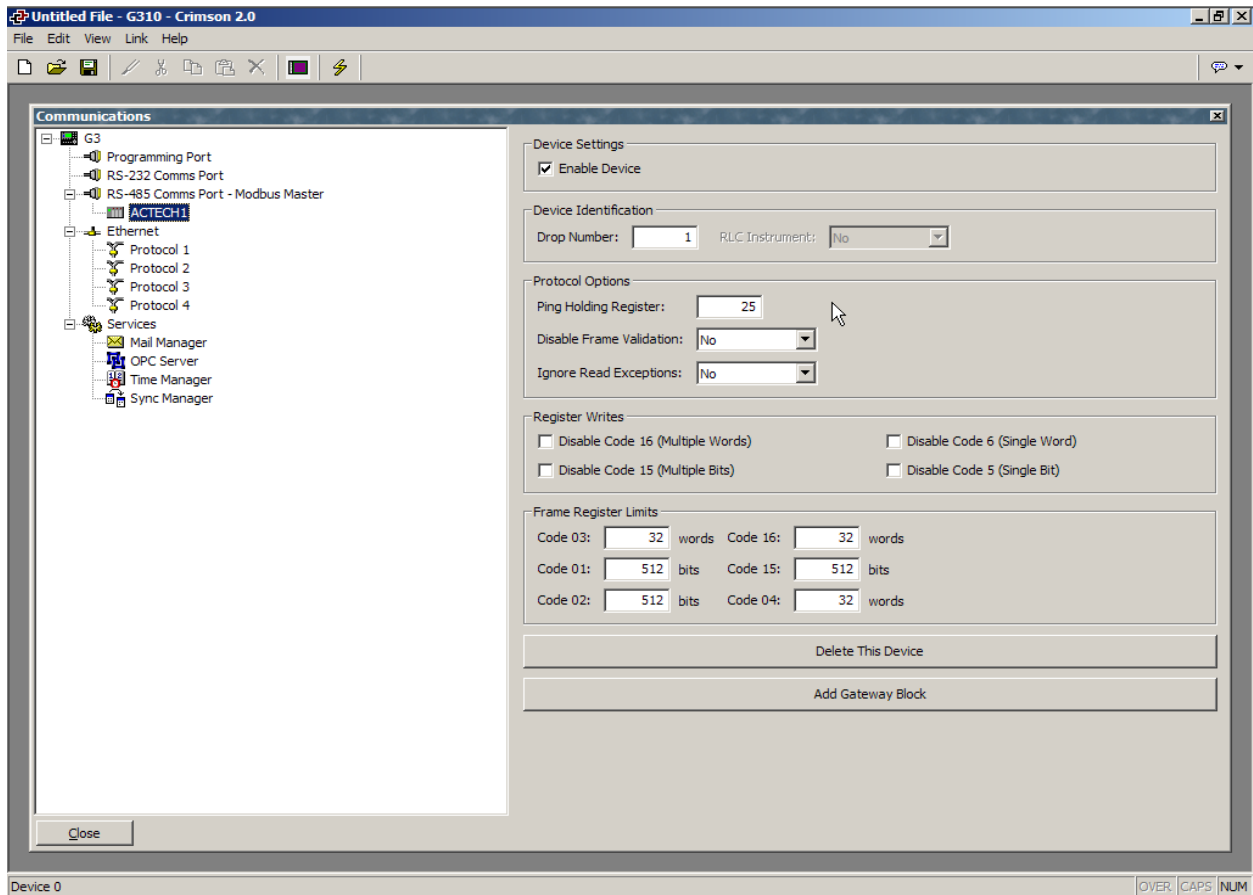 Untitled File - G310 - Crimson 2.0
File Edit View Link Help
Communications
G3
Programming Port
RS-232 Comms Port
RS-485 Comms Port - Modbus Master
ACTECH1
Ethernet
Protocol 1
Protocol 2
Protocol 3
Protocol 4
Services
Mail Manager
OPC Server
Time Manager
Sync Manager
Close
Device Settings
Enable Device
Device Identification
Drop Number: 1 RLC Instrument: No
Protocol Options
Ping Holding Register: 25
Disable Frame Validation: No
Ignore Read Exceptions: No
Register Writes
Disable Code 16 (Multiple Words) Disable Code 6 (Single Word)
Disable Code 15 (Multiple Bits) Disable Code 5 (Single Bit)
Frame Register Limits
Code 03: 32 words Code 16: 32 words
Code 01: 512 bits Code 15: 512 bits
Code 02: 512 bits Code 04: 32 words
Delete This Device
Add Gateway Block
Device 0 OVER CAPS NUM